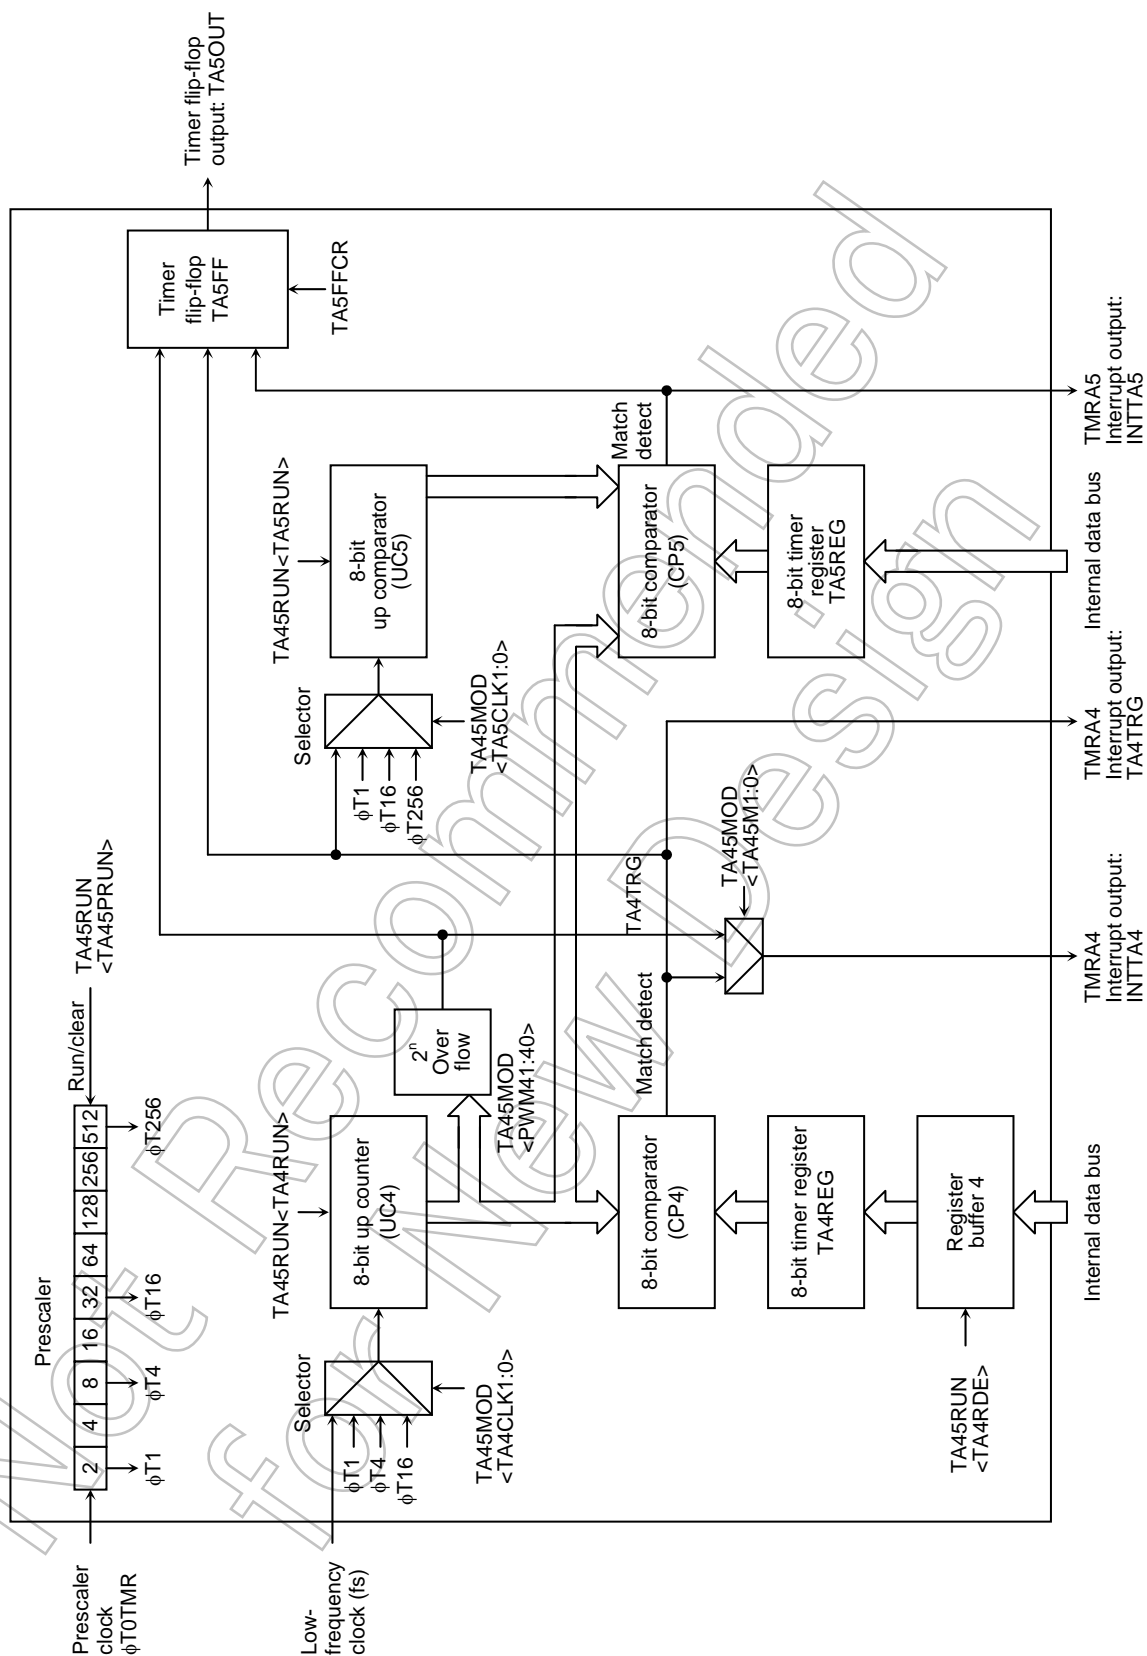 Prescaler
clock
φT0TMR
Prescaler
2 4 8 16 32 64 128 256 512
Run/clear
TA45RUN
<TA45PRUN>
φT1
φT4
φT16
φT256
Low-
frequency
clock (fs)
Selector
φT1
φT4
φT16
TA45MOD
<TA4CLK1:0>
TA45RUN<TA4RUN>
8-bit up counter
(UC4)
2n
Over
flow
TA45MOD
<PWM41:40>
8-bit comparator
(CP4)
Match detect
8-bit timer register
TA4REG
Register
buffer 4
TA45RUN
<TA4RDE>
Internal data bus
TA4TRG
TA45MOD
<TA45M1:0>
TMRA4
Interrupt output:
INTTA4
TMRA4
Interrupt output:
TA4TRG
Selector
φT1
φT16
φT256
TA45MOD
<TA5CLK1:0>
TA45RUN<TA5RUN>
8-bit
up comparator
(UC5)
8-bit comparator
(CP5)
Match
detect
8-bit timer
register
TA5REG
Internal data bus
TMRA5
Interrupt output:
INTTA5
Timer
flip-flop
TA5FF
TA5FFCR
Timer flip-flop
output: TA5OUT
Not Recommended
for New Design